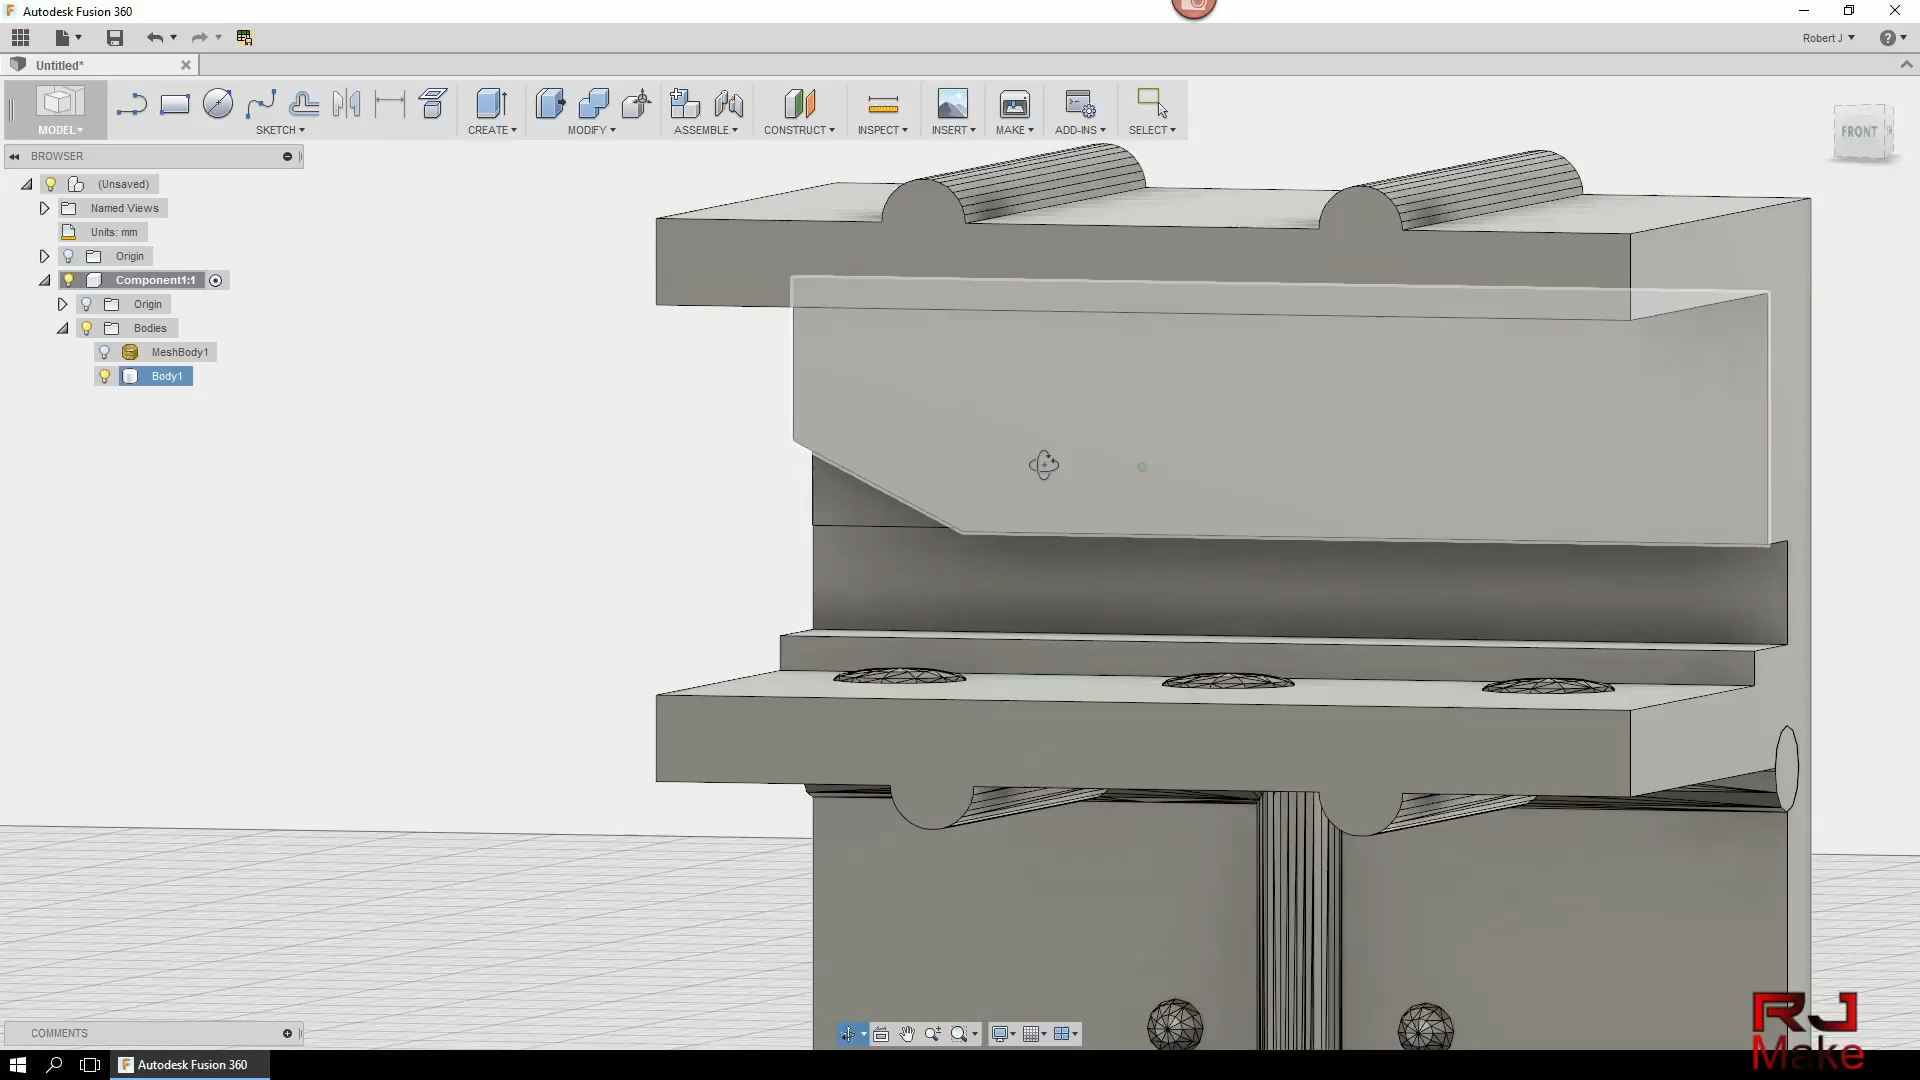 Autodesk Fusion 360
Robert J
Untitled*
MODEL
SKETCH
CREATE
MODIFY
ASSEMBLE
CONSTRUCT
INSPECT
INSERT
MAKE
ADD-INS
SELECT
FRONT
BROWSER
(Unsaved)
Named Views
Units: mm
Origin
Component1:1
Origin
Bodies
MeshBody1
Body1
COMMENTS
RJ
Make
Autodesk Fusion 360